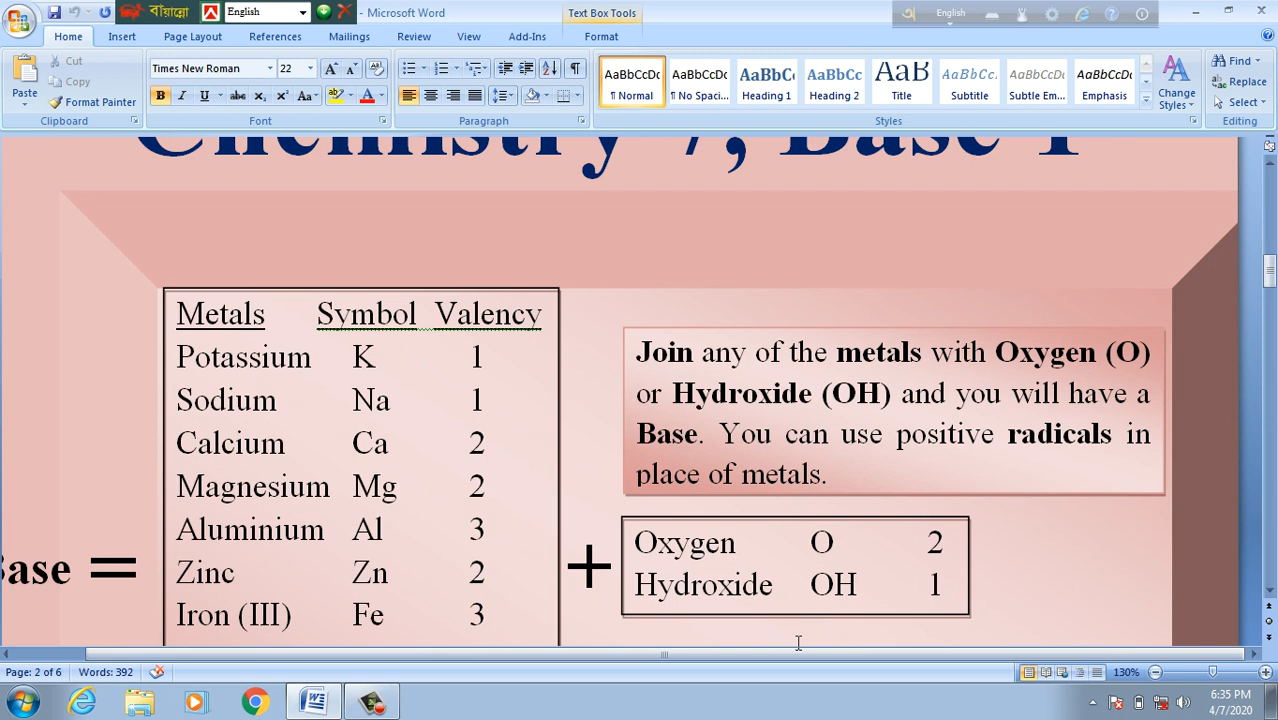 বায়ান্নো
English
- Microsoft Word
Text Box Tools
English
Home Insert Page Layout References Mailings Review View Add-Ins Format
Paste
Cut
Copy
Format Painter
Clipboard
Times New Roman 22
Font
Paragraph
AaBbCcDc AaBbCcDc AaBbCc AaBbCc AaB AaBbCcL AaBbCcDc AaBbCcDc
¶ Normal ¶ No Spaci... Heading 1 Heading 2 Title Subtitle Subtle Em... Emphasis
Change Styles
Styles
Find
Replace
Select
Editing
Chemistry 7, Base 1
Metals Symbol Valency
Potassium K 1
Sodium Na 1
Calcium Ca 2
Magnesium Mg 2
Aluminium Al 3
Zinc Zn 2
Iron (III) Fe 3
Join any of the metals with Oxygen (O)
or Hydroxide (OH) and you will have a
Base. You can use positive radicals in
place of metals.
ase = +
Oxygen O 2
Hydroxide OH 1
Page: 2 of 6 Words: 392 130%
6:35 PM
4/7/2020